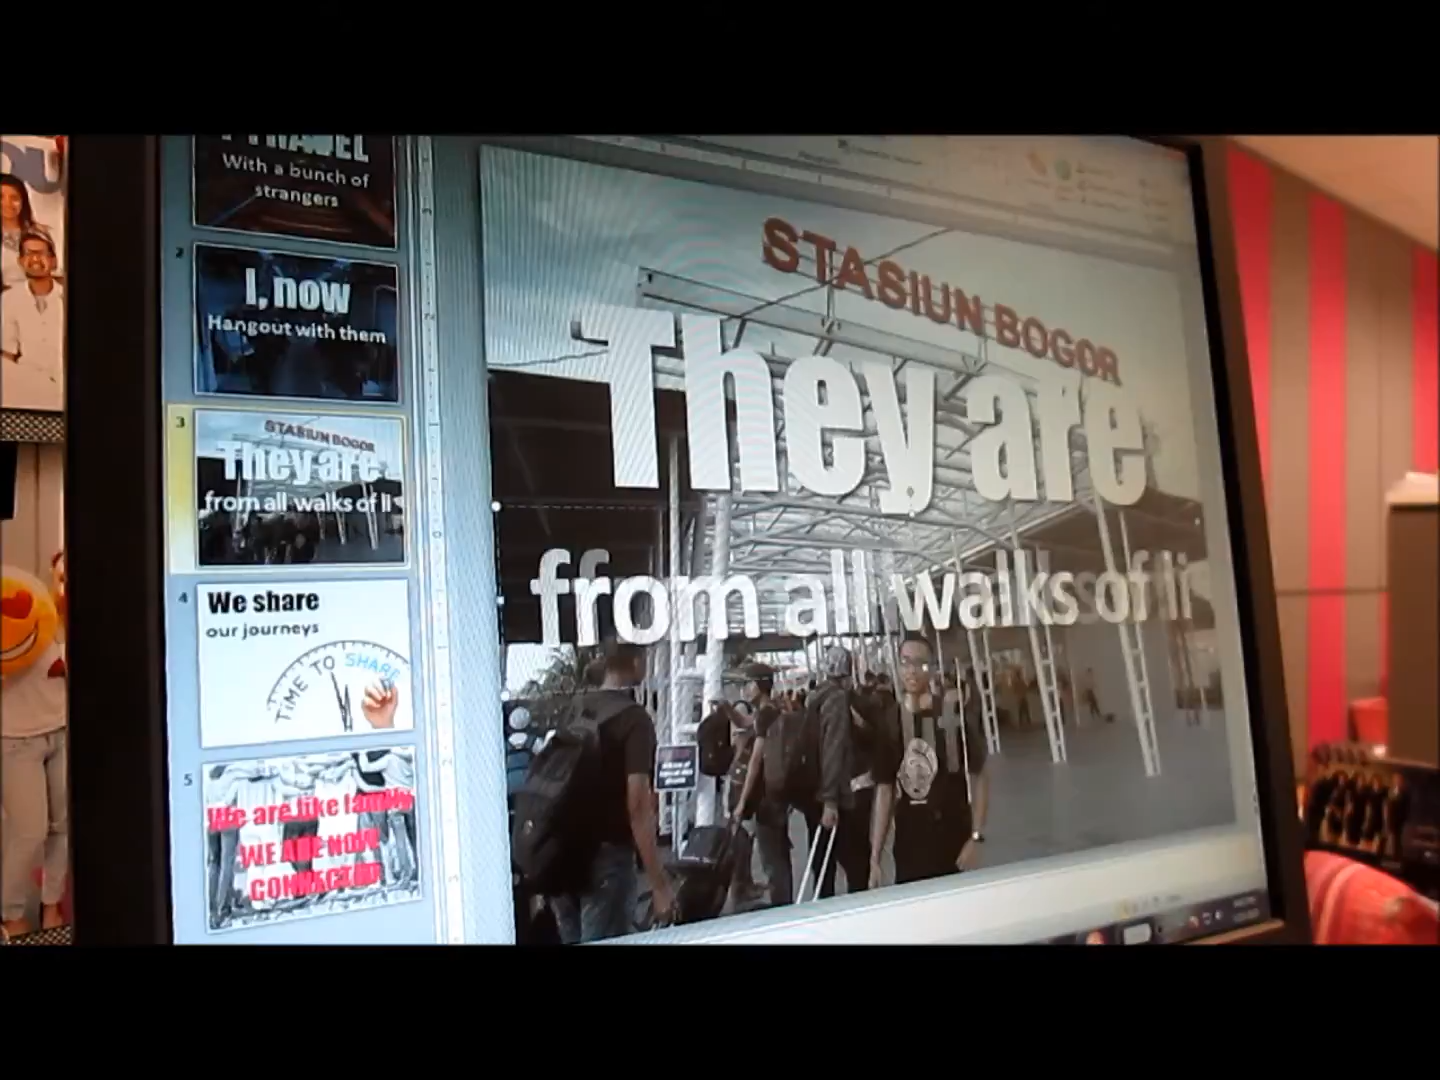 TRAVEL
With a bunch of
strangers
2
I, now
Hangout with them
3
STASIUN BOGOR
They are
from all walks of li
4
We share
our journeys
TIME TO SHARE
5
We are like family
WE ARE NOW
CONNECTED
STASIUN BOGOR
They are
from all walks of li